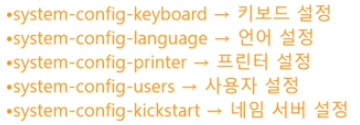 •system-config-keyboard → 키보드 설정
•system-config-language → 언어 설정
•system-config-printer → 프린터 설정
•system-config-users → 사용자 설정
•system-config-kickstart → 네임 서버 설정